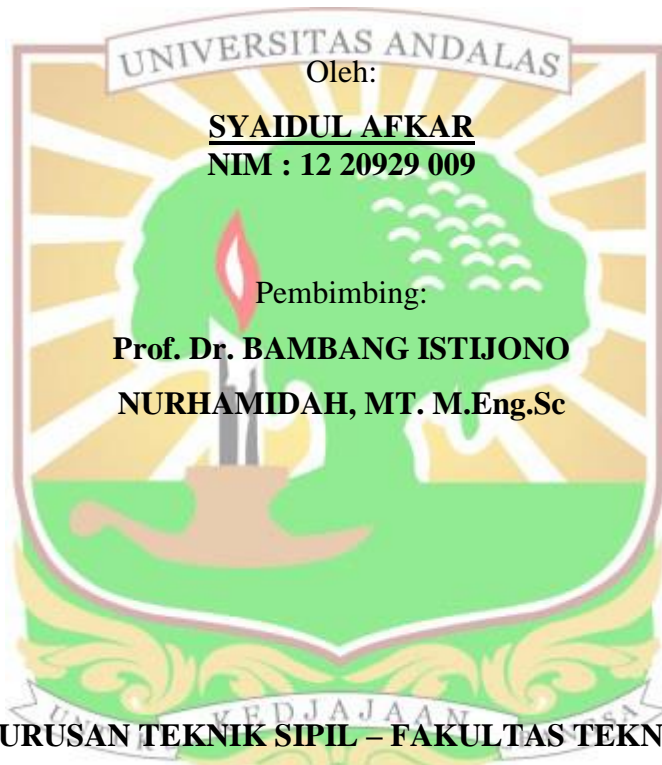 UNIVERSITAS ANDALAS
Oleh:
SYAIDUL AFKAR
NIM : 12 20929 009
Pembimbing:
Prof. Dr. BAMBANG ISTIJONO
NURHAMIDAH, MT. M.Eng.Sc
KEDJAJAAN
URUSAN TEKNIK SIPIL – FAKULTAS TEKN